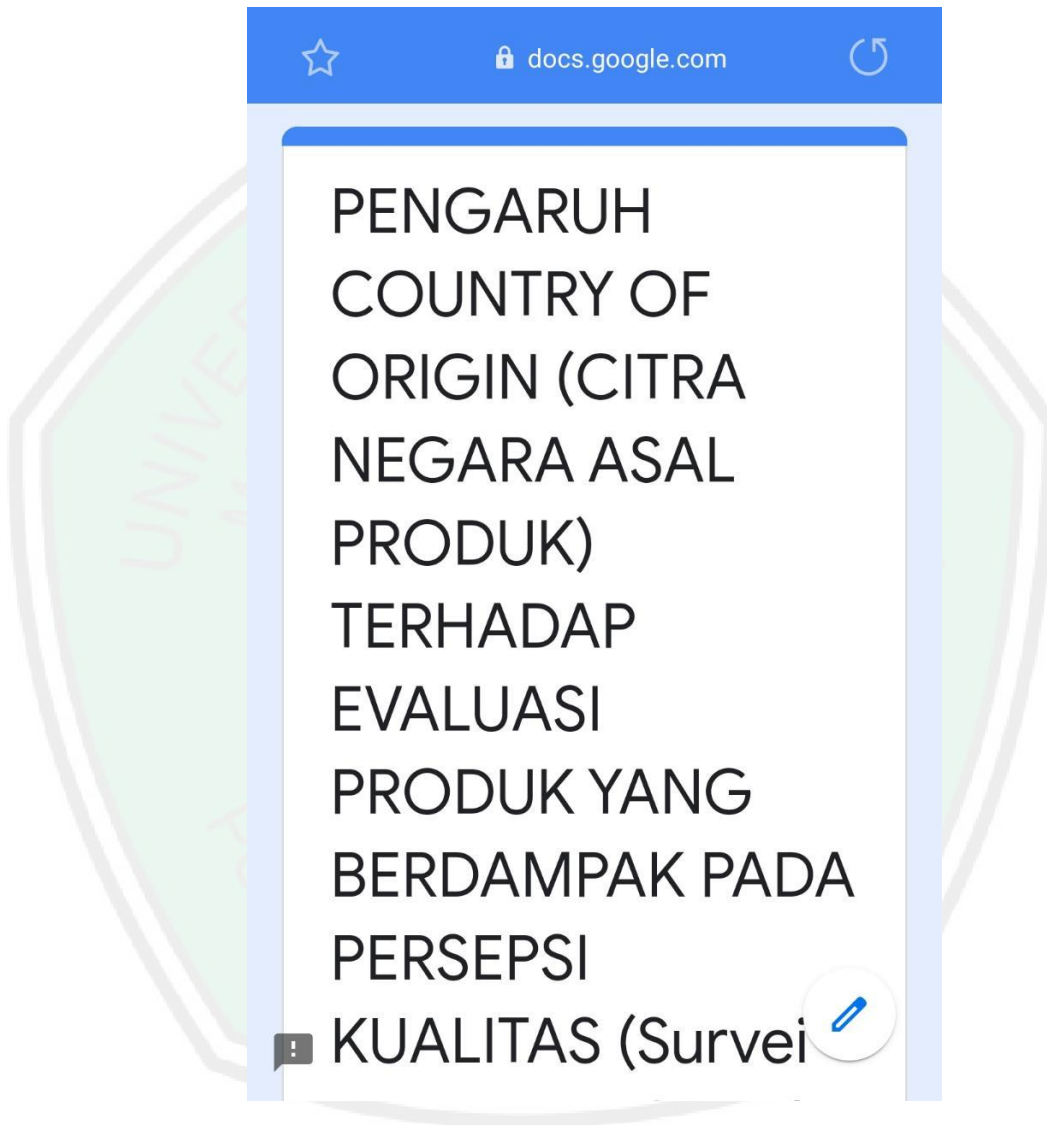 docs.google.com
PENGARUH
COUNTRY OF
ORIGIN (CITRA
NEGARA ASAL
PRODUK)
TERHADAP
EVALUASI
PRODUK YANG
BERDAMPAK PADA
PERSEPSI
KUALITAS (Survei